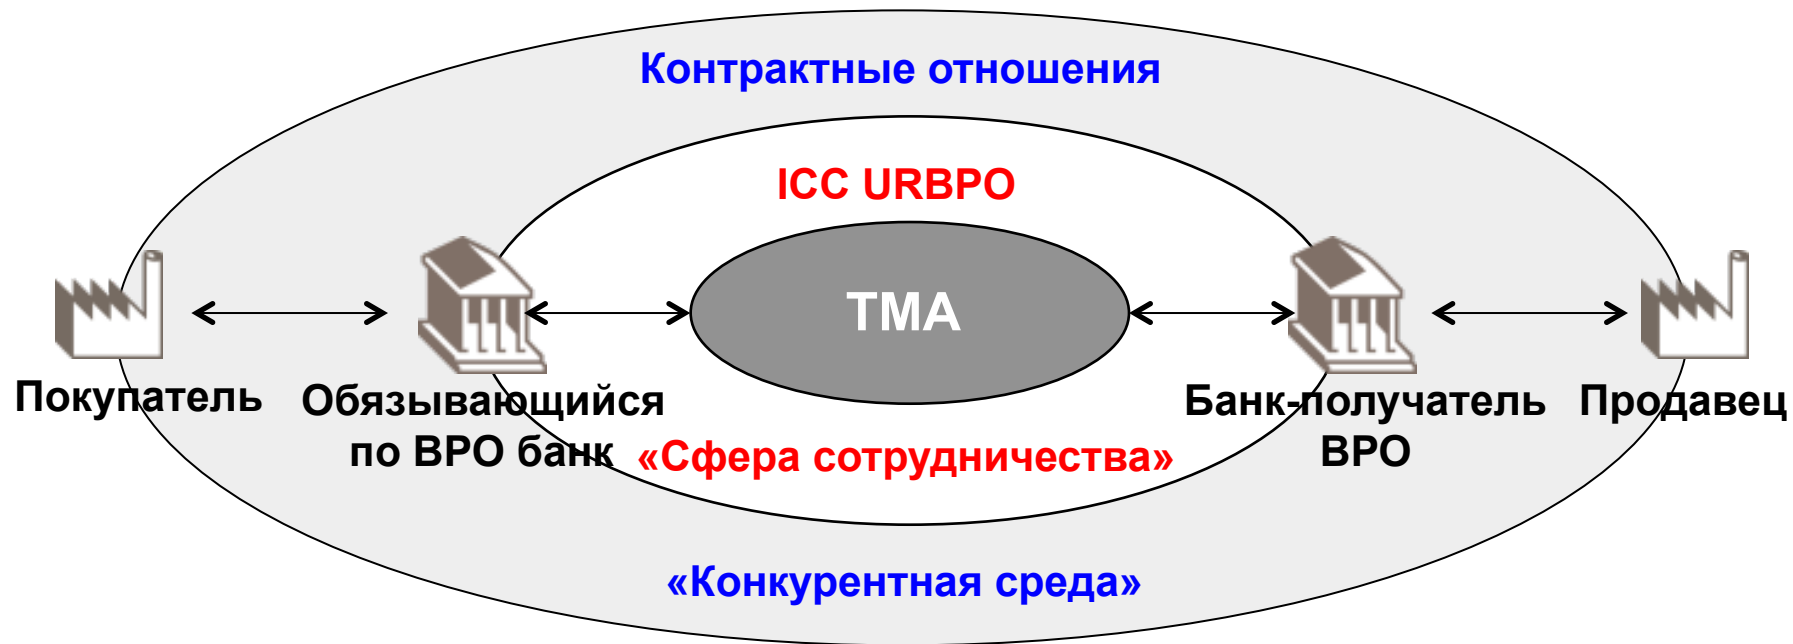 Контрактные отношения
ICC URBPO
TMA
Покупатель
Обязывающийся
по BPO банк
Банк-получатель
BPO
Продавец
«Сфера сотрудничества»
«Конкурентная среда»